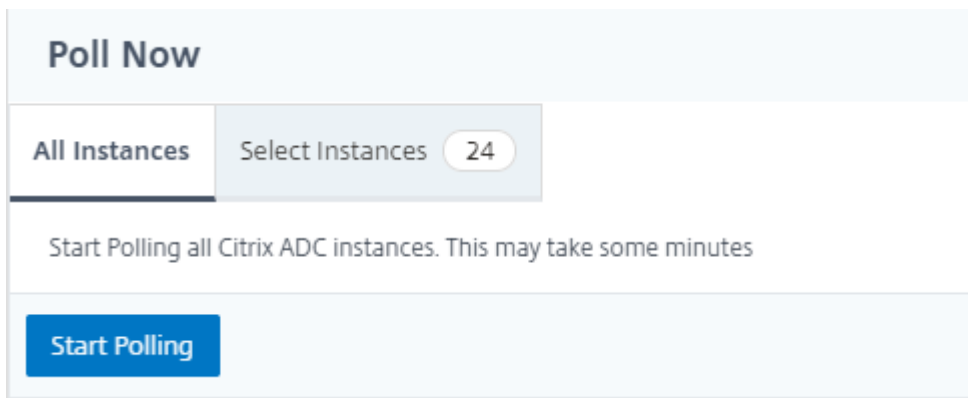 Poll Now
All Instances Select Instances 24
Start Polling all Citrix ADC instances. This may take some minutes
Start Polling